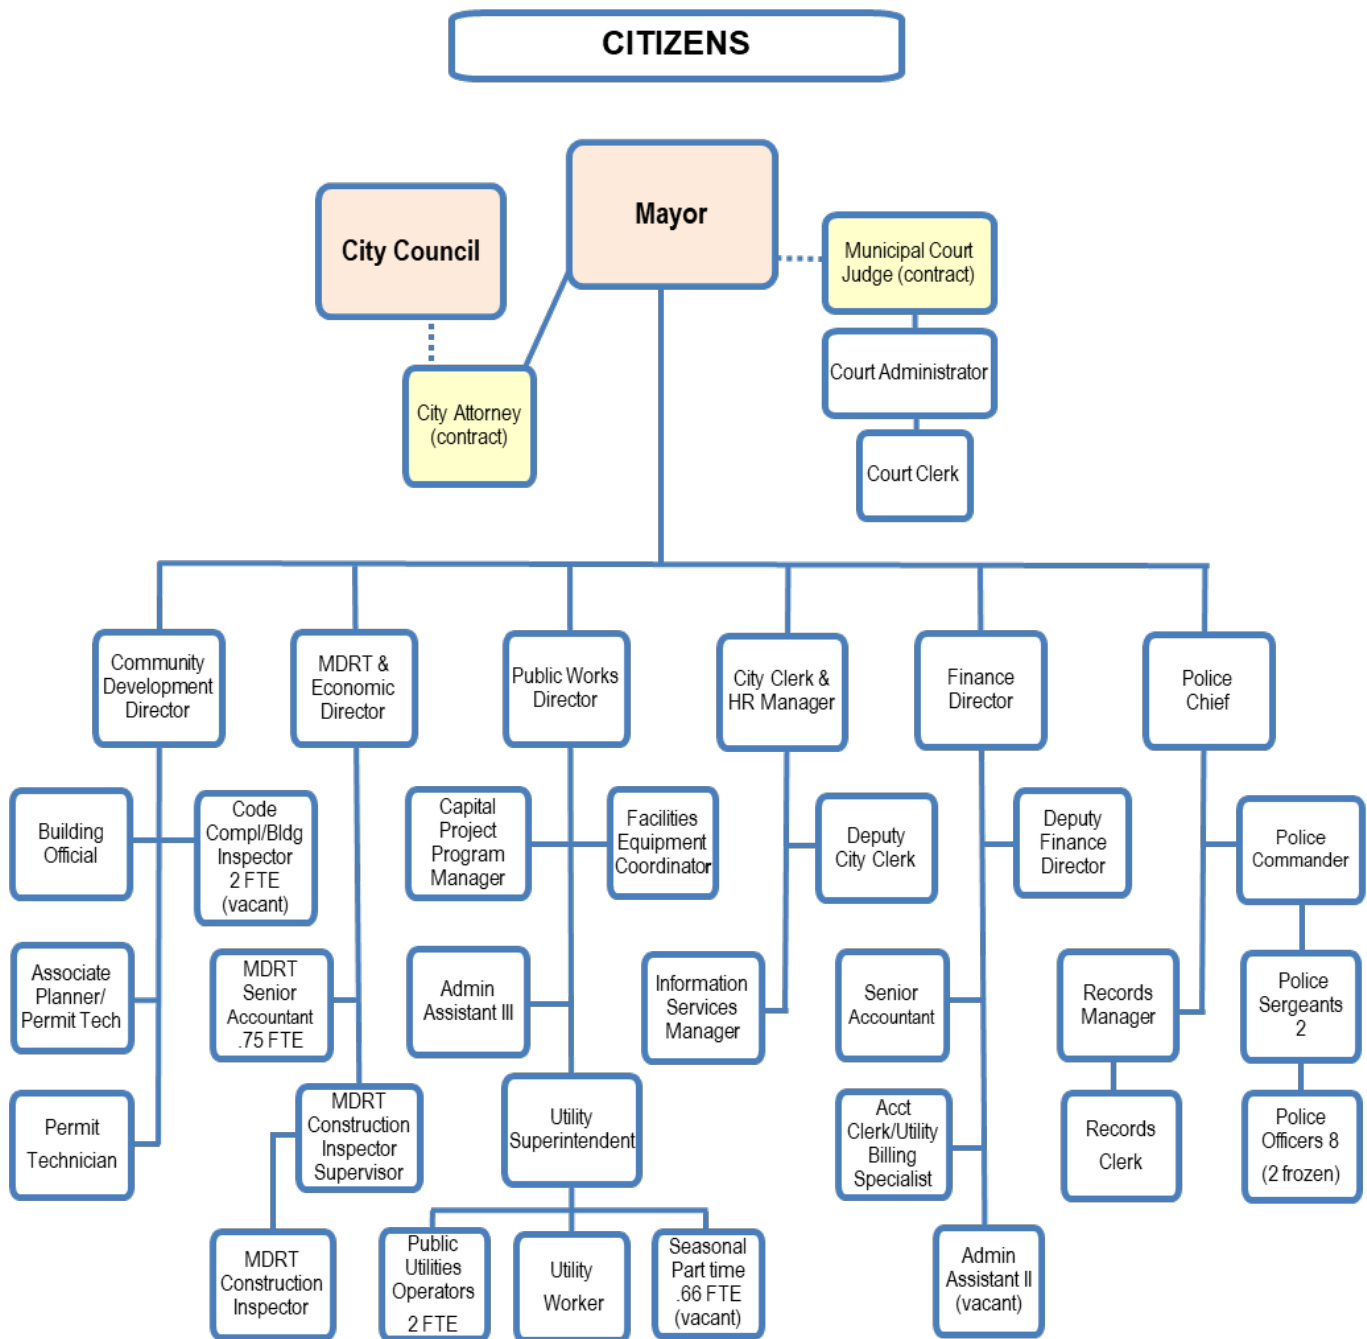 CITIZENS
Mayor
City Council
Municipal Court
Judge (contract)
Court Administrator
City Attorney
(contract)
Court Clerk
Community
Development
Director
MDRT &
Economic
Director
Public Works
Director
City Clerk &
HR Manager
Finance
Director
Police
Chief
Building
Official
Code
Compl/Bldg
Inspector
2 FTE
(vacant)
Capital
Project
Program
Manager
Facilities
Equipment
Coordinator
Deputy
City Clerk
Deputy
Finance
Director
Police
Commander
Associate
Planner/
Permit Tech
MDRT
Senior
Accountant
.75 FTE
Admin
Assistant III
Information
Services
Manager
Senior
Accountant
Records
Manager
Police
Sergeants
2
Permit
Technician
MDRT
Construction
Inspector
Supervisor
Utility
Superintendent
Acct
Clerk/Utility
Billing
Specialist
Records
Clerk
Police
Officers 8
(2 frozen)
MDRT
Construction
Inspector
Public
Utilities
Operators
2 FTE
Utility
Worker
Seasonal
Part time
.66 FTE
(vacant)
Admin
Assistant II
(vacant)